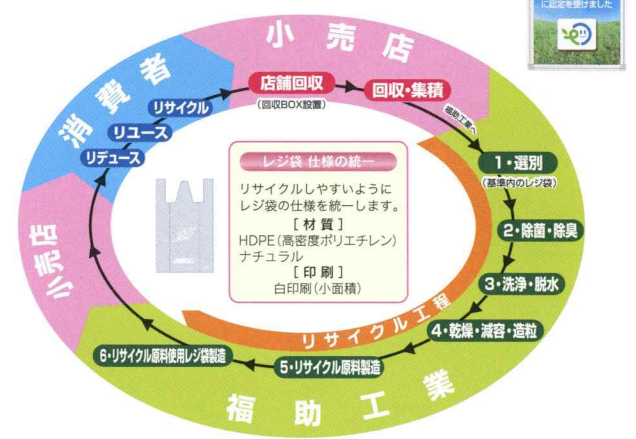 に認定を受けました
小売店
店舗回収
(回収BOX設置)
回収・集積
福助工業へ
1・選別
(基準内のレジ袋)
2・除菌・除臭
3・洗浄・脱水
4・乾燥・減容・造粒
5・リサイクル原料製造
6・リサイクル原料使用レジ袋製造
リサイクル工程
福助工業
小売店
消費者
リデュース
リユース
リサイクル
レジ袋 仕様の統一
リサイクルしやすいように
レジ袋の仕様を統一します。
[材質]
HDPE(高密度ポリエチレン)
ナチュラル
[印刷]
白印刷(小面積)